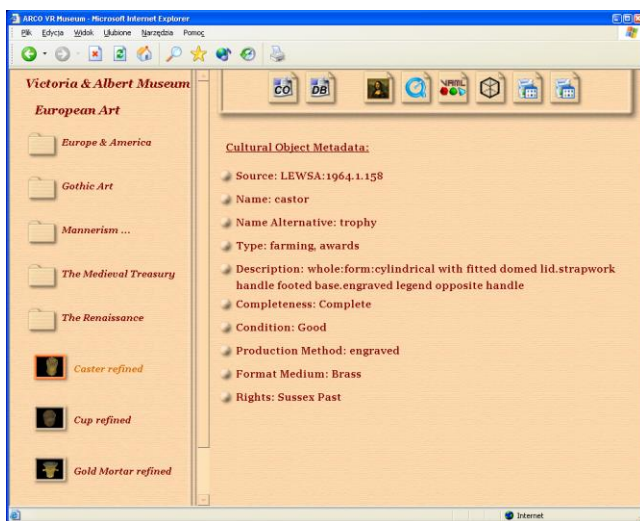 ARCO VR Museum - Microsoft Internet Explorer
Plik Edycja Widok Ulubione Narzędzia Pomoc
Victoria & Albert Museum
European Art
Europe & America
Gothic Art
Mannerism ...
The Medieval Treasury
The Renaissance
Caster refined
Cup refined
Gold Mortar refined
CO DB VRML
Cultural Object Metadata:
Source: LEWSA:1964.1.158
Name: castor
Name Alternative: trophy
Type: farming, awards
Description: whole:form:cylindrical with fitted domed lid.strapwork
handle footed base.engraved legend opposite handle
Completeness: Complete
Condition: Good
Production Method: engraved
Format Medium: Brass
Rights: Sussex Past
Internet